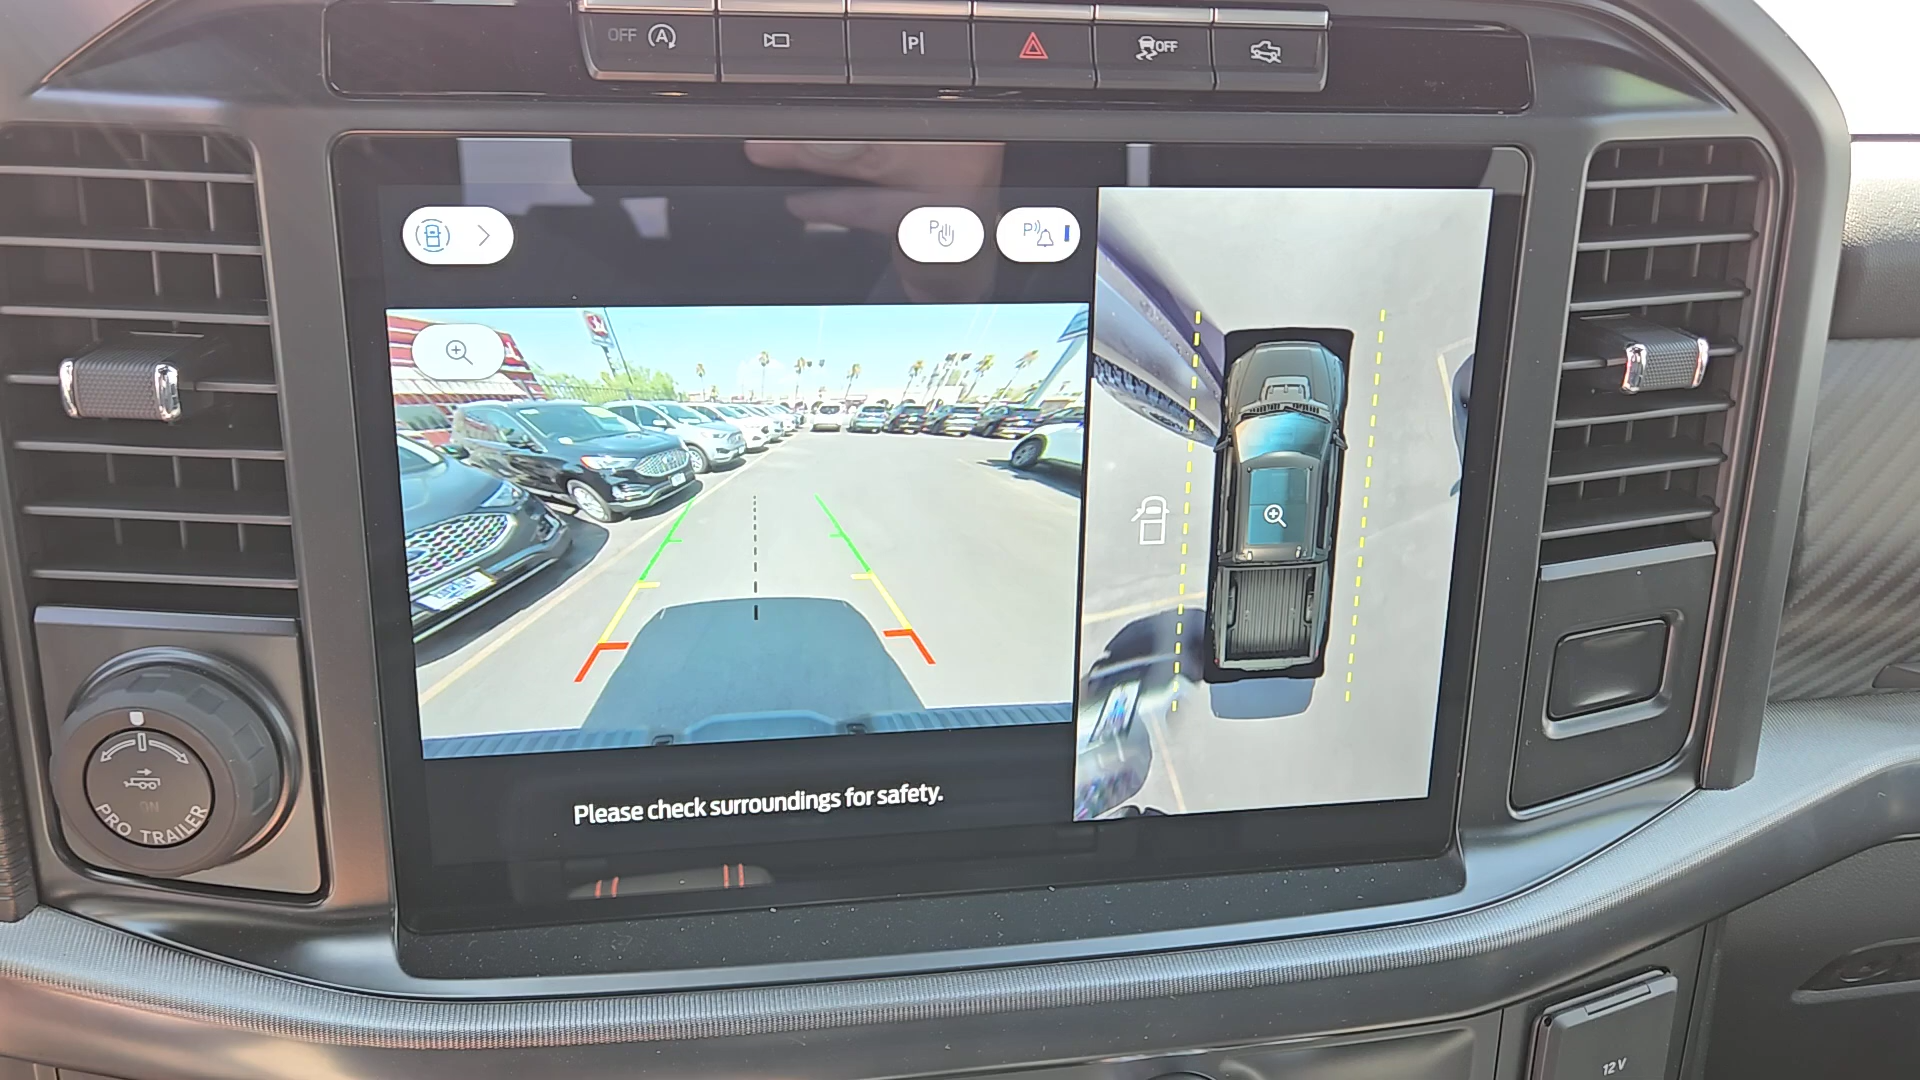 OFF
P
OFF
P
P
Please check surroundings for safety.
ON
PRO TRAILER
12V